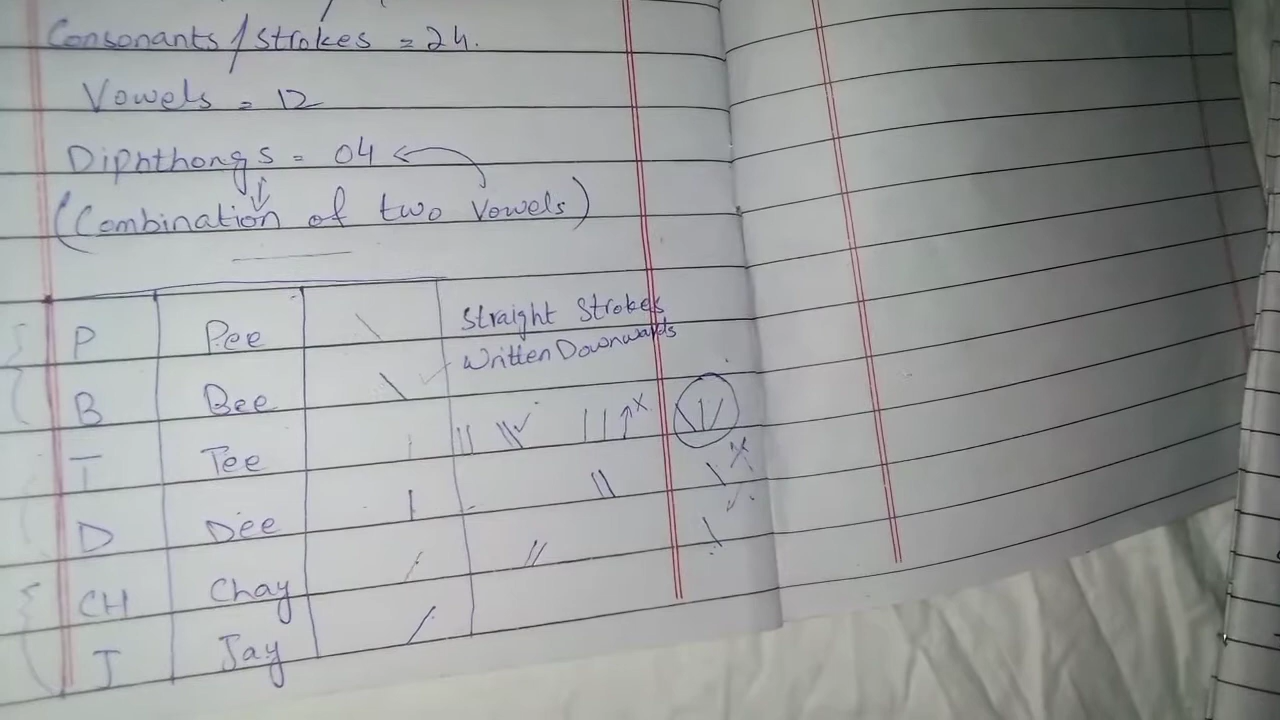 Consonants / Strokes = 24.
Vowels = 12
Diphthongs = 04
(Combination of two Vowels)
P Pee Straight Strokes
Written Downwards
B Bee
T Tee
D Dee
CH Chay
J Jay